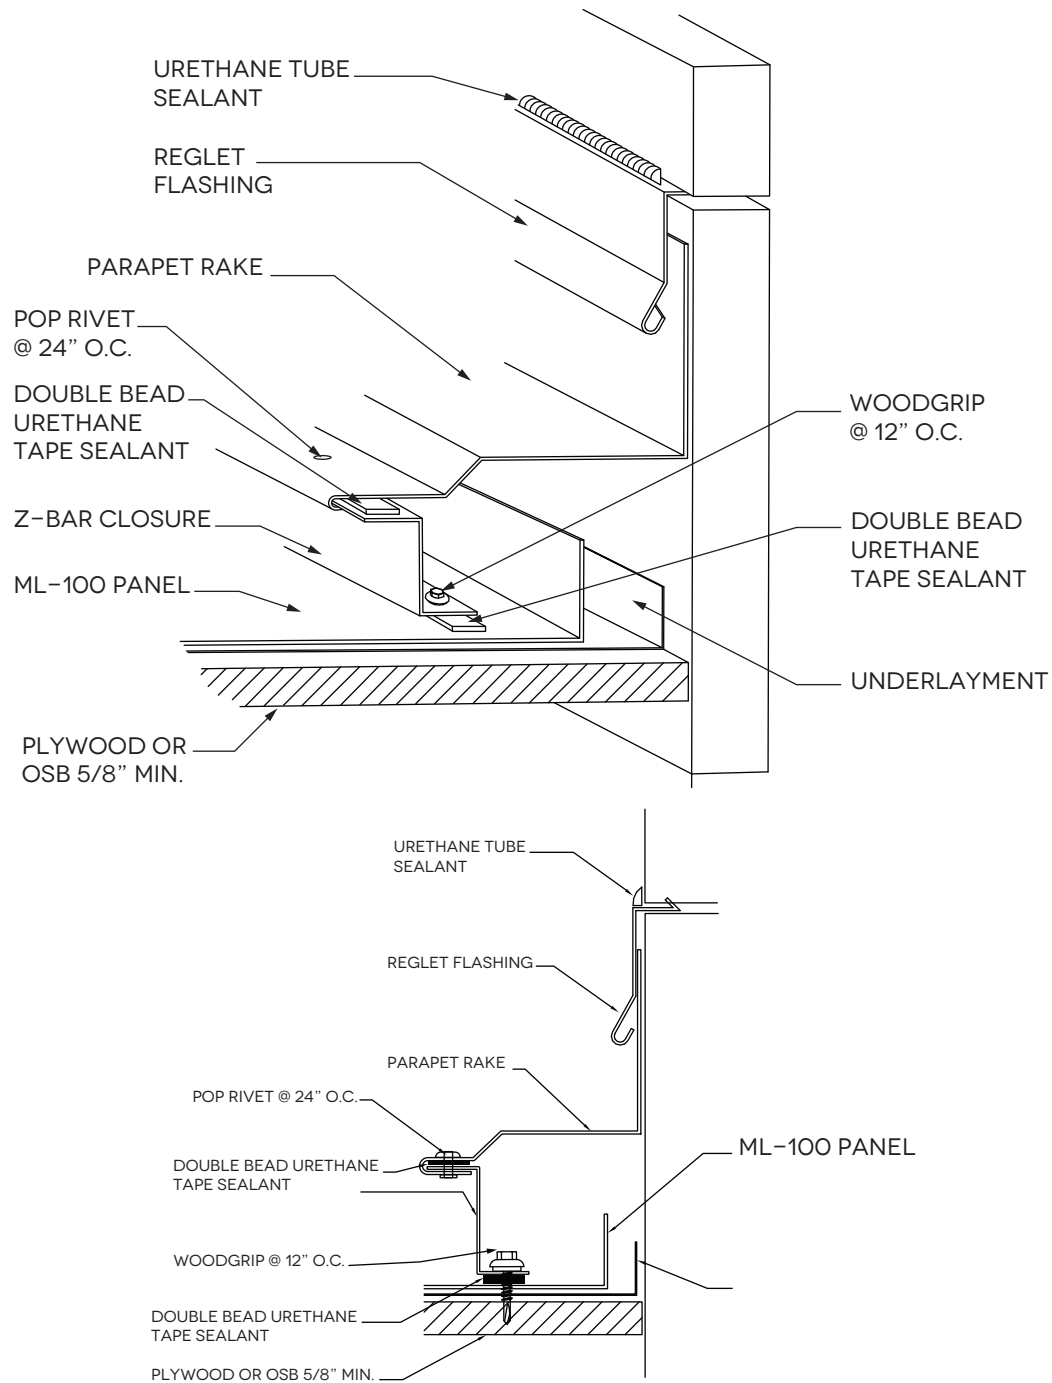 URETHANE TUBE
SEALANT
REGLET
FLASHING
PARAPET RAKE
POP RIVET
@ 24” O.C.
DOUBLE BEAD
URETHANE
TAPE SEALANT
Z-BAR CLOSURE
ML-100 PANEL
PLYWOOD OR
OSB 5/8” MIN.
WOODGRIP
@ 12” O.C.
DOUBLE BEAD
URETHANE
TAPE SEALANT
UNDERLAYMENT
URETHANE TUBE
SEALANT
REGLET FLASHING
PARAPET RAKE
POP RIVET @ 24” O.C.
DOUBLE BEAD URETHANE
TAPE SEALANT
ML-100 PANEL
WOODGRIP @ 12” O.C.
DOUBLE BEAD URETHANE
TAPE SEALANT
PLYWOOD OR OSB 5/8” MIN.